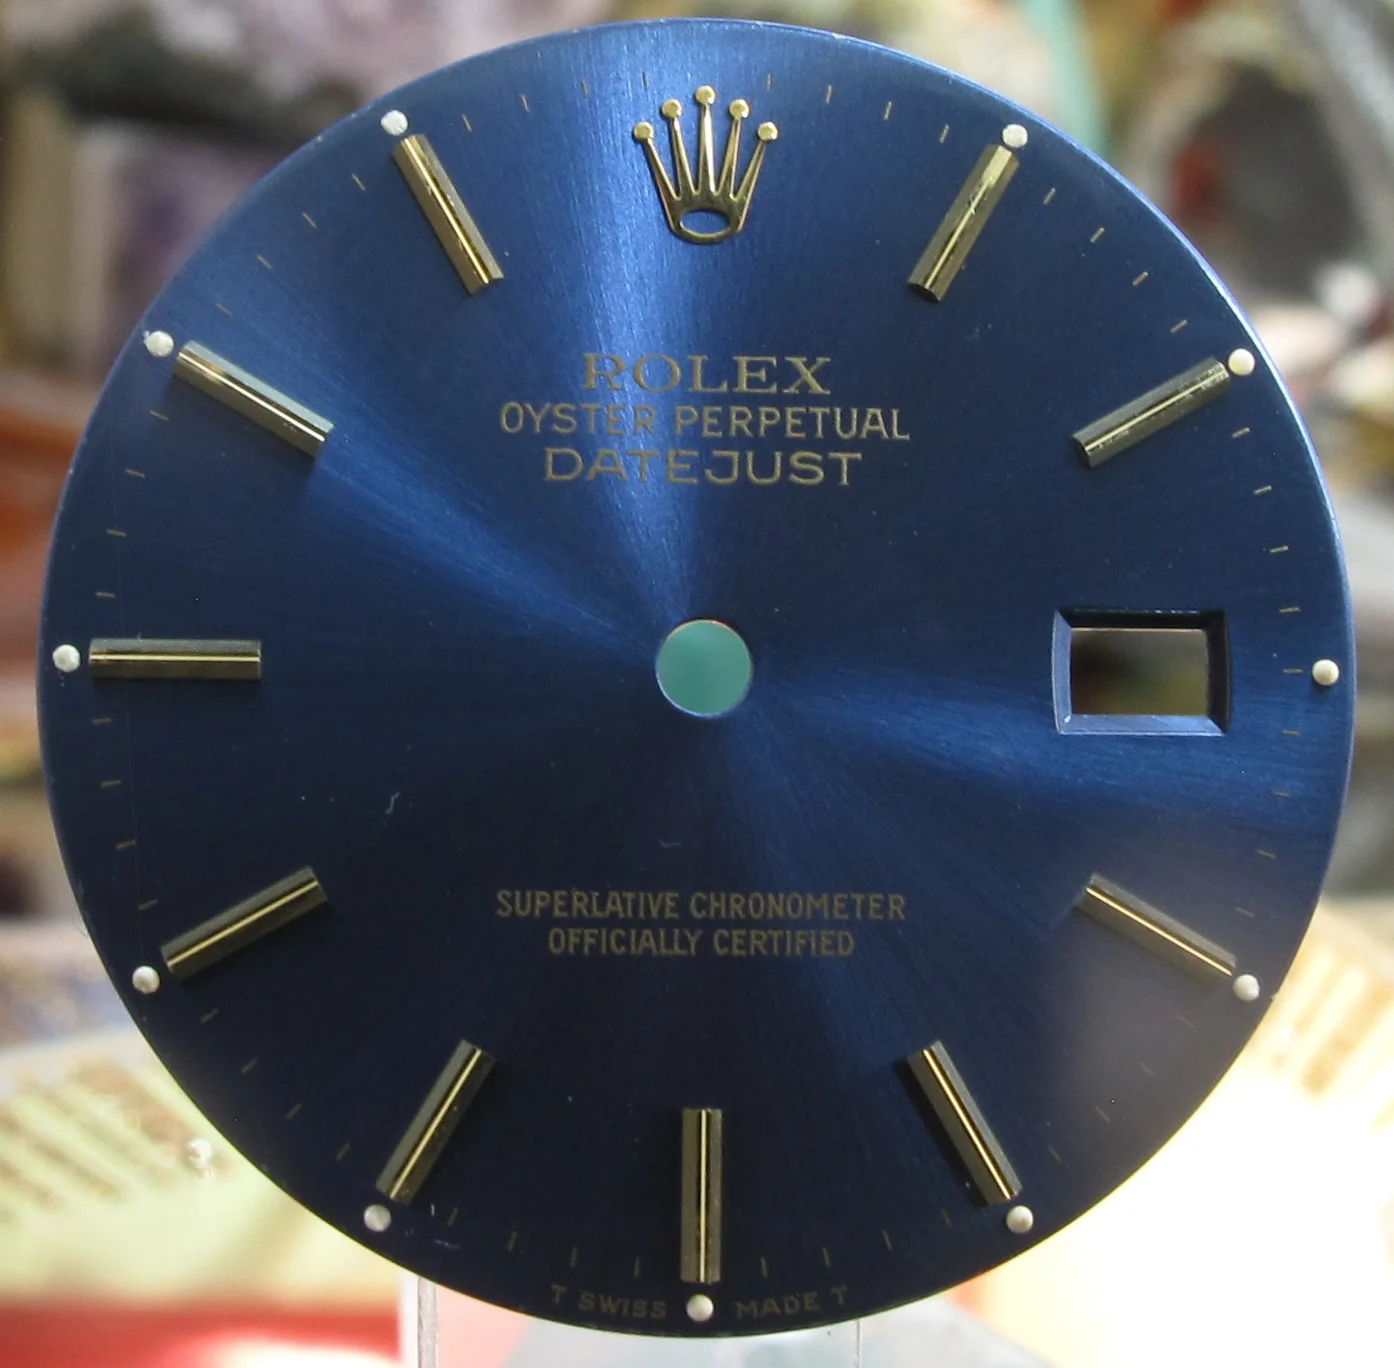 ROLEX
OYSTER PERPETUAL
DATEJUST
SUPERLATIVE CHRONOMETER
OFFICIALLY CERTIFIED
T SWISS MADE T